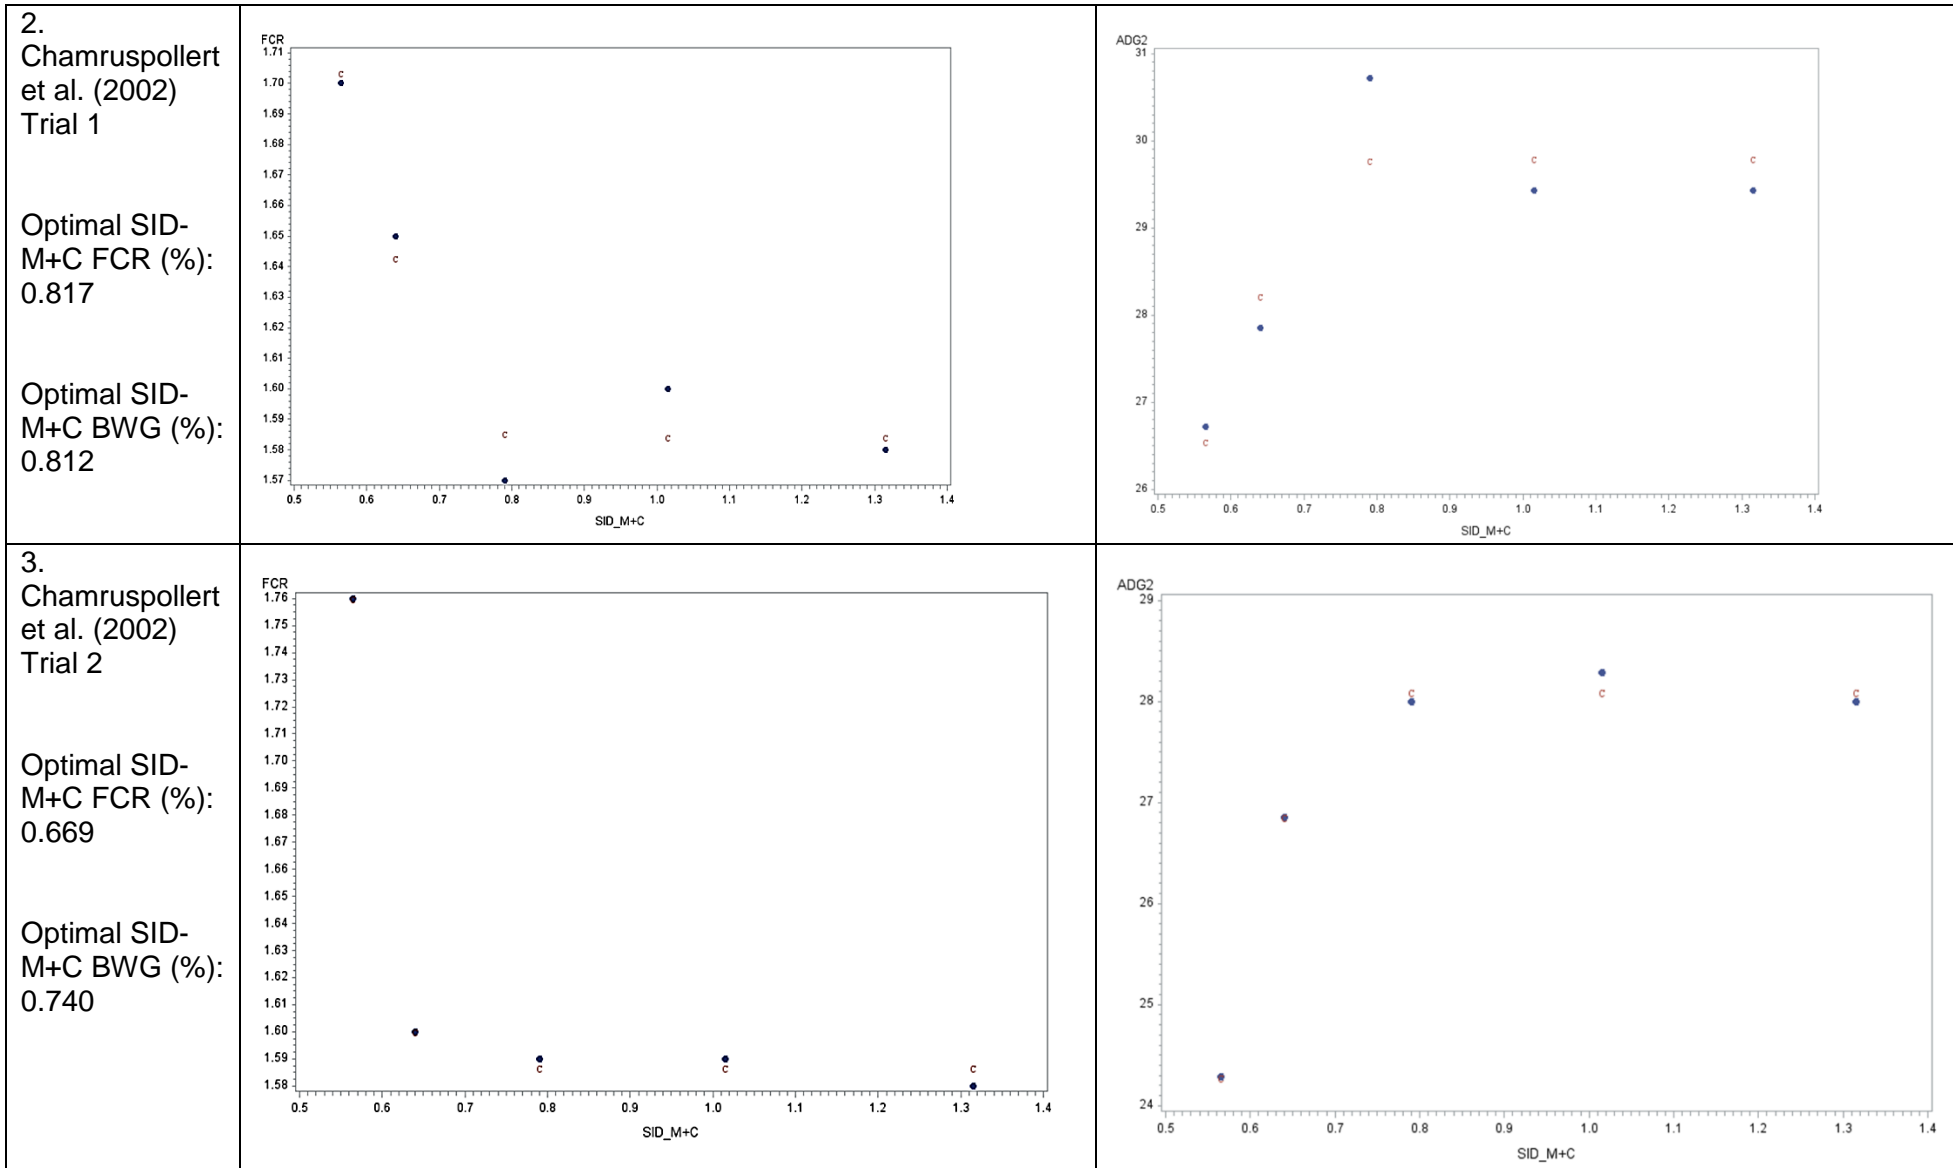 2.
Chamruspollert
et al. (2002)
Trial 1
Optimal SID-
M+C FCR (%):
0.817
Optimal SID-
M+C BWG (%):
0.812
FCR
1.71
1.70
1.69
1.68
1.67
1.66
1.65
1.64
1.63
1.62
1.61
1.60
1.59
1.58
1.57
C
C
C
C
C
0.5 0.6 0.7 0.8 0.9 1.0 1.1 1.2 1.3 1.4
SID_M+C
ADG2
31
30
29
28
27
26
C
C
C
C
C
0.5 0.6 0.7 0.8 0.9 1.0 1.1 1.2 1.3 1.4
SID_M+C
3.
Chamruspollert
et al. (2002)
Trial 2
Optimal SID-
M+C FCR (%):
0.669
Optimal SID-
M+C BWG (%):
0.740
FCR
1.76
1.75
1.74
1.73
1.72
1.71
1.70
1.69
1.68
1.67
1.66
1.65
1.64
1.63
1.62
1.61
1.60
1.59
1.58
C
C
C
0.5 0.6 0.7 0.8 0.9 1.0 1.1 1.2 1.3 1.4
SID_M+C
ADG2
29
28
27
26
25
24
C
C
C
0.5 0.6 0.7 0.8 0.9 1.0 1.1 1.2 1.3 1.4
SID_M+C